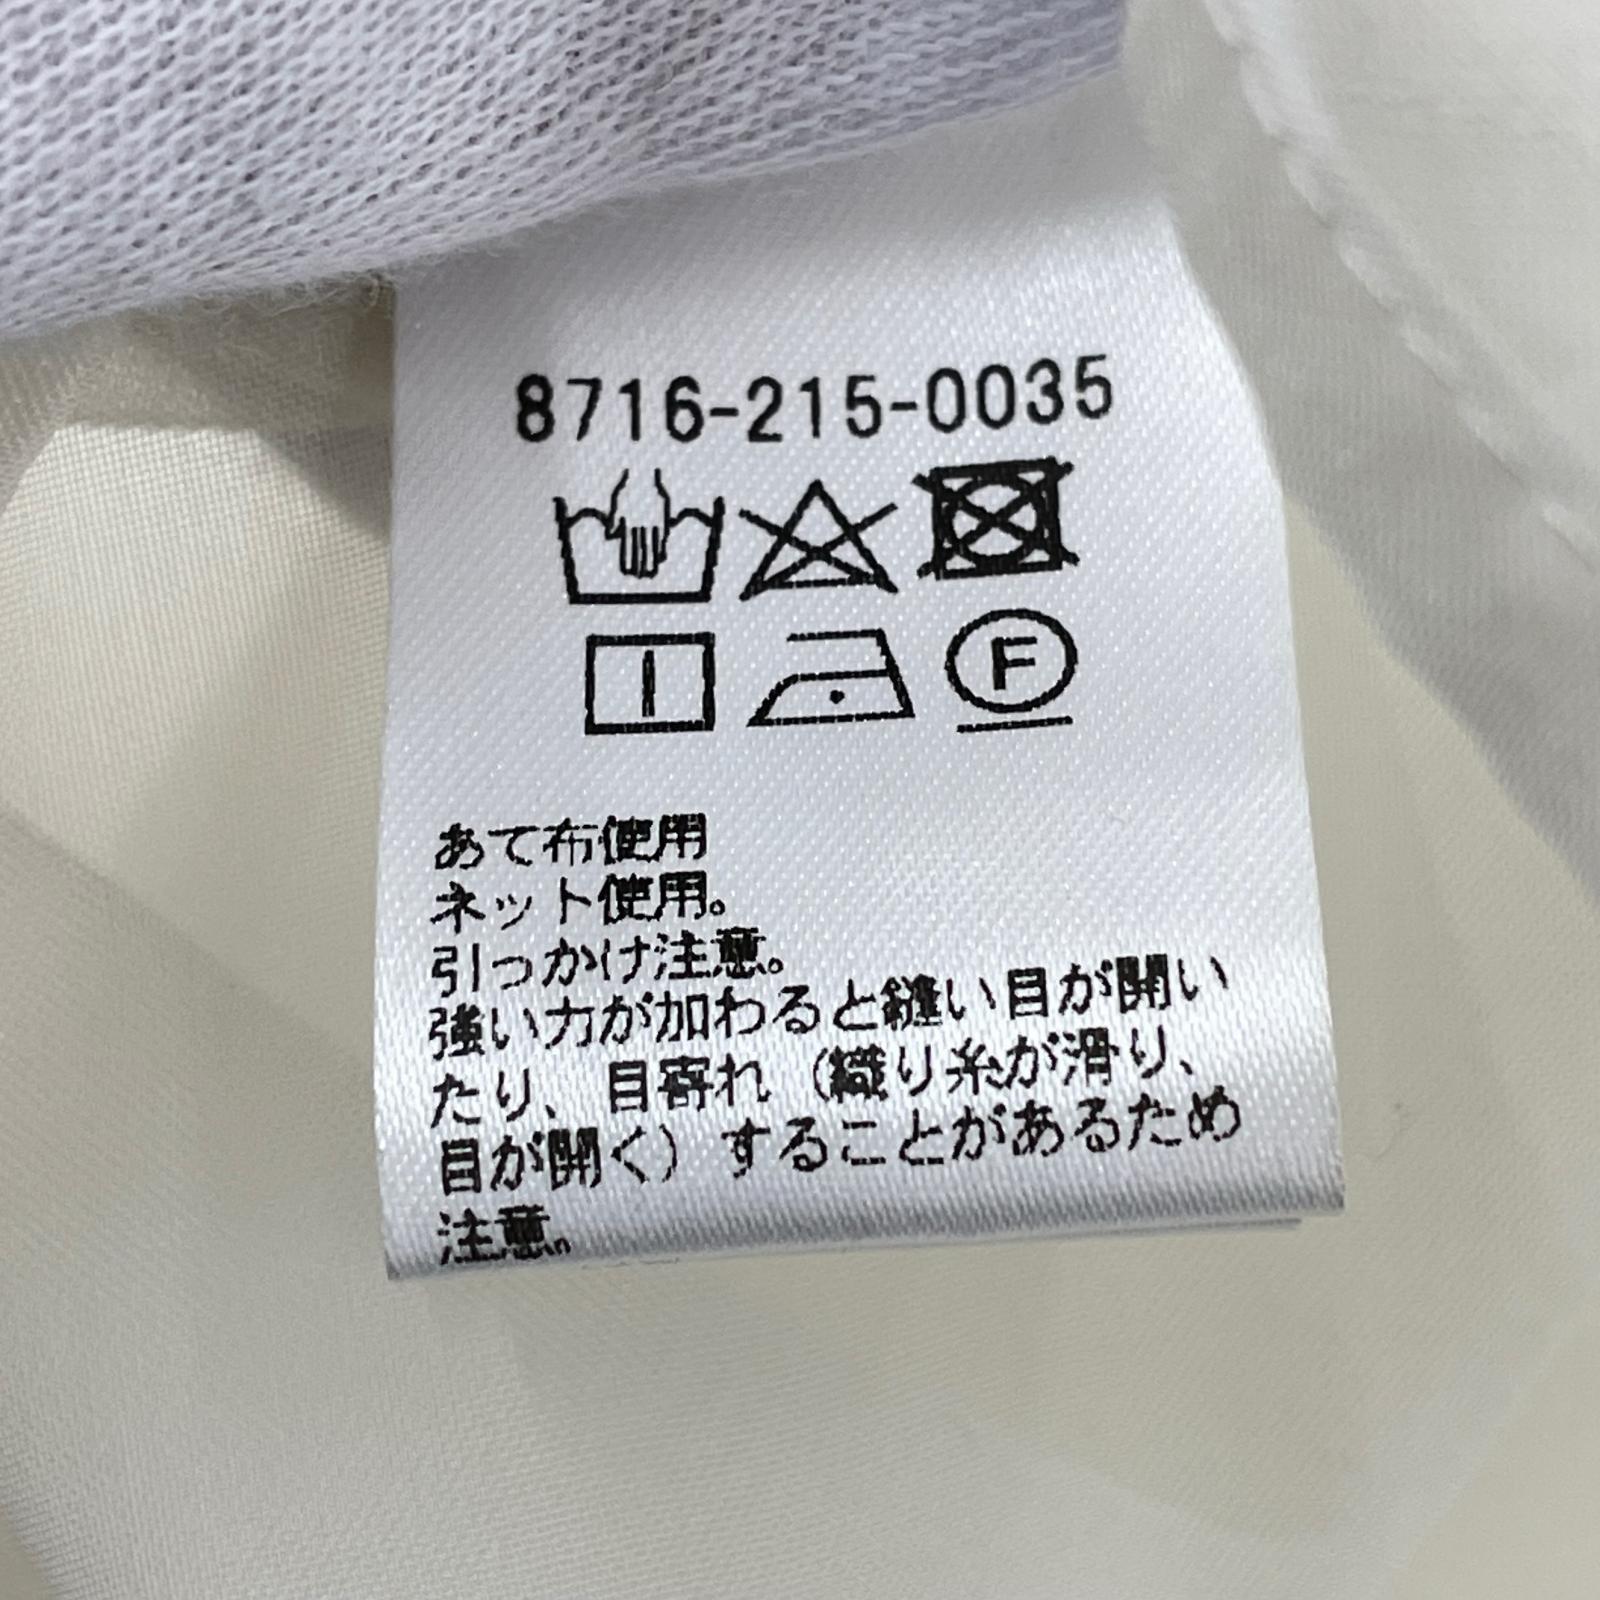 8716-215-0035
F
あて布使用
ネット使用。
引っかけ注意。
強い力が加わると縫い目が開い
たり、目寄れ（織り糸が滑り、
目が開く）することがあるため
注意。